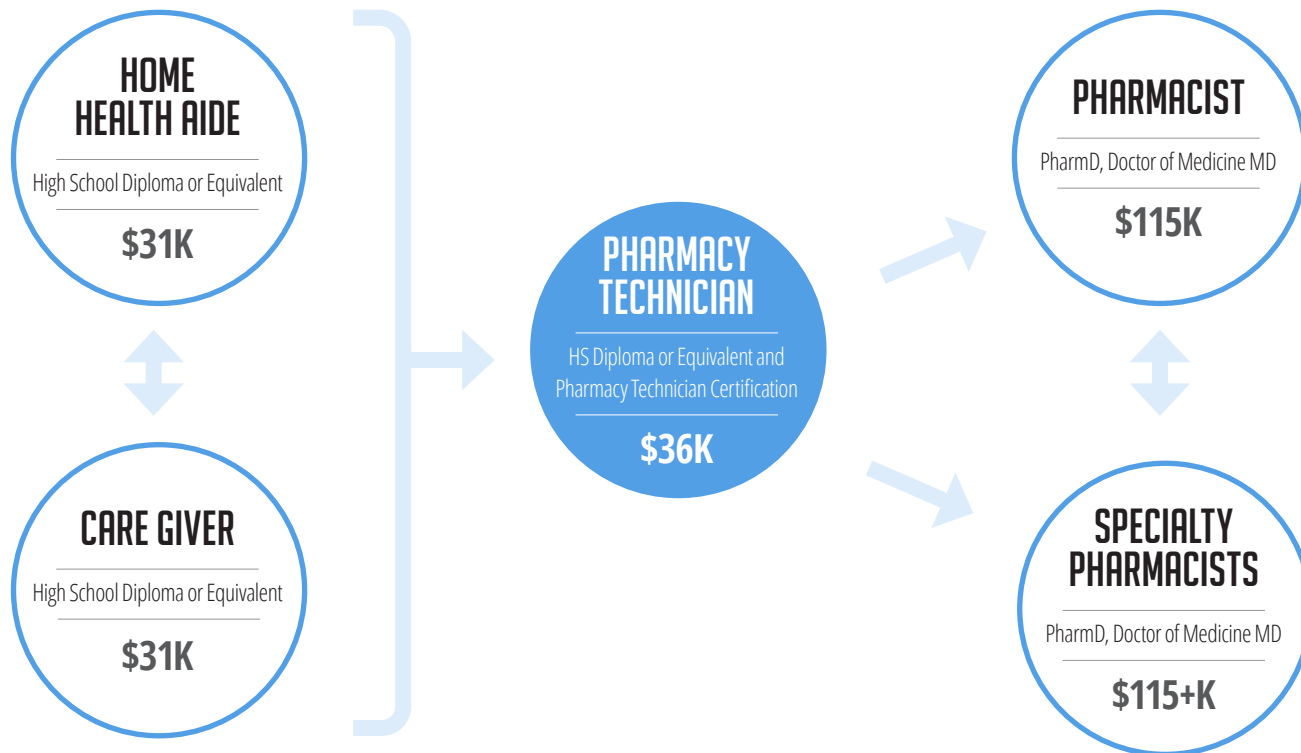 HOME
HEALTH AIDE
High School Diploma or Equivalent
$31K
CARE GIVER
High School Diploma or Equivalent
$31K
PHARMACY
TECHNICIAN
HS Diploma or Equivalent and
Pharmacy Technician Certification
$36K
PHARMACIST
PharmD, Doctor of Medicine MD
$115K
SPECIALTY
PHARMACISTS
PharmD, Doctor of Medicine MD
$115+K